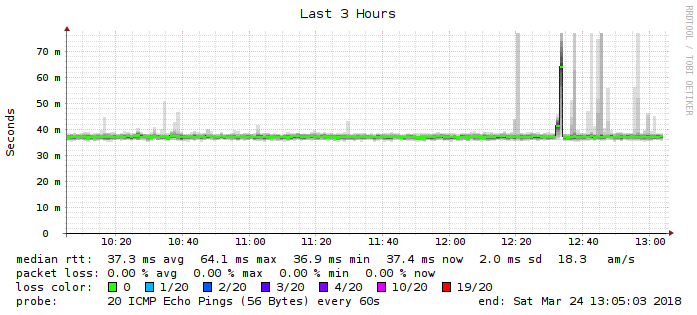 Last 3 Hours
RRDTOOL / TOBI OETIKER
Seconds
70 m
60 m
50 m
40 m
30 m
20 m
10 m
0
10:20 10:40 11:00 11:20 11:40 12:00 12:20 12:40 13:00
median rtt: 37.3 ms avg 64.1 ms max 36.9 ms min 37.4 ms now 2.0 ms sd 18.3 am/s
packet loss: 0.00 % avg 0.00 % max 0.00 % min 0.00 % now
loss color: 0 1/20 2/20 3/20 4/20 10/20 19/20
probe: 20 ICMP Echo Pings (56 Bytes) every 60s end: Sat Mar 24 13:05:03 2018